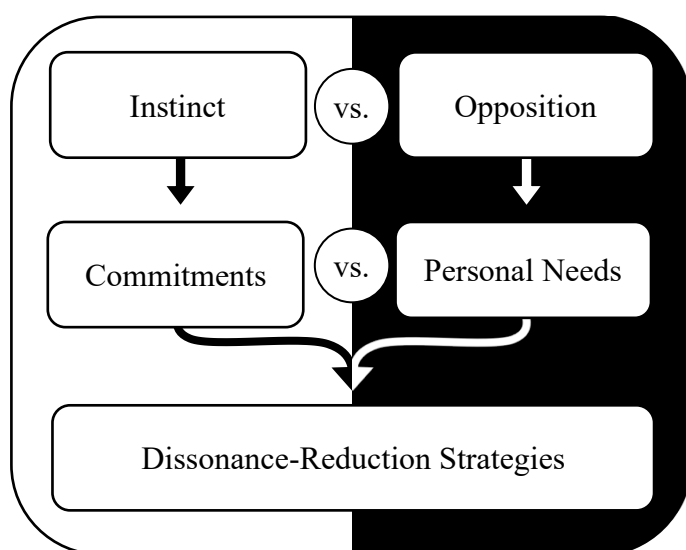 Instinct
vs.
Opposition
Commitments
vs.
Personal Needs
Dissonance-Reduction Strategies